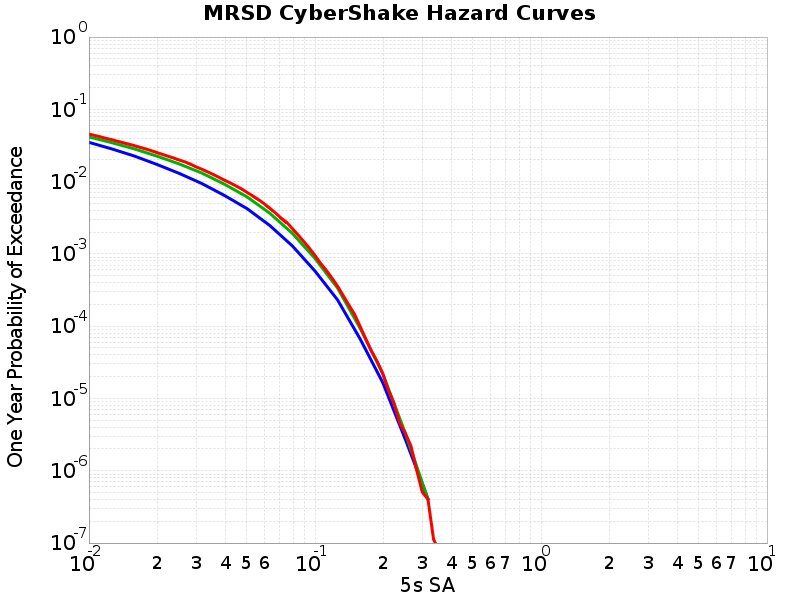 MRSD CyberShake Hazard Curves
One Year Probability of Exceedance
10^0
10^-1
10^-2
10^-3
10^-4
10^-5
10^-6
10^-7
10^-2 2 3 4 5 6 10^-1 2 3 4 5 6 7 10^0 2 3 4 5 6 7 10^1
5s SA